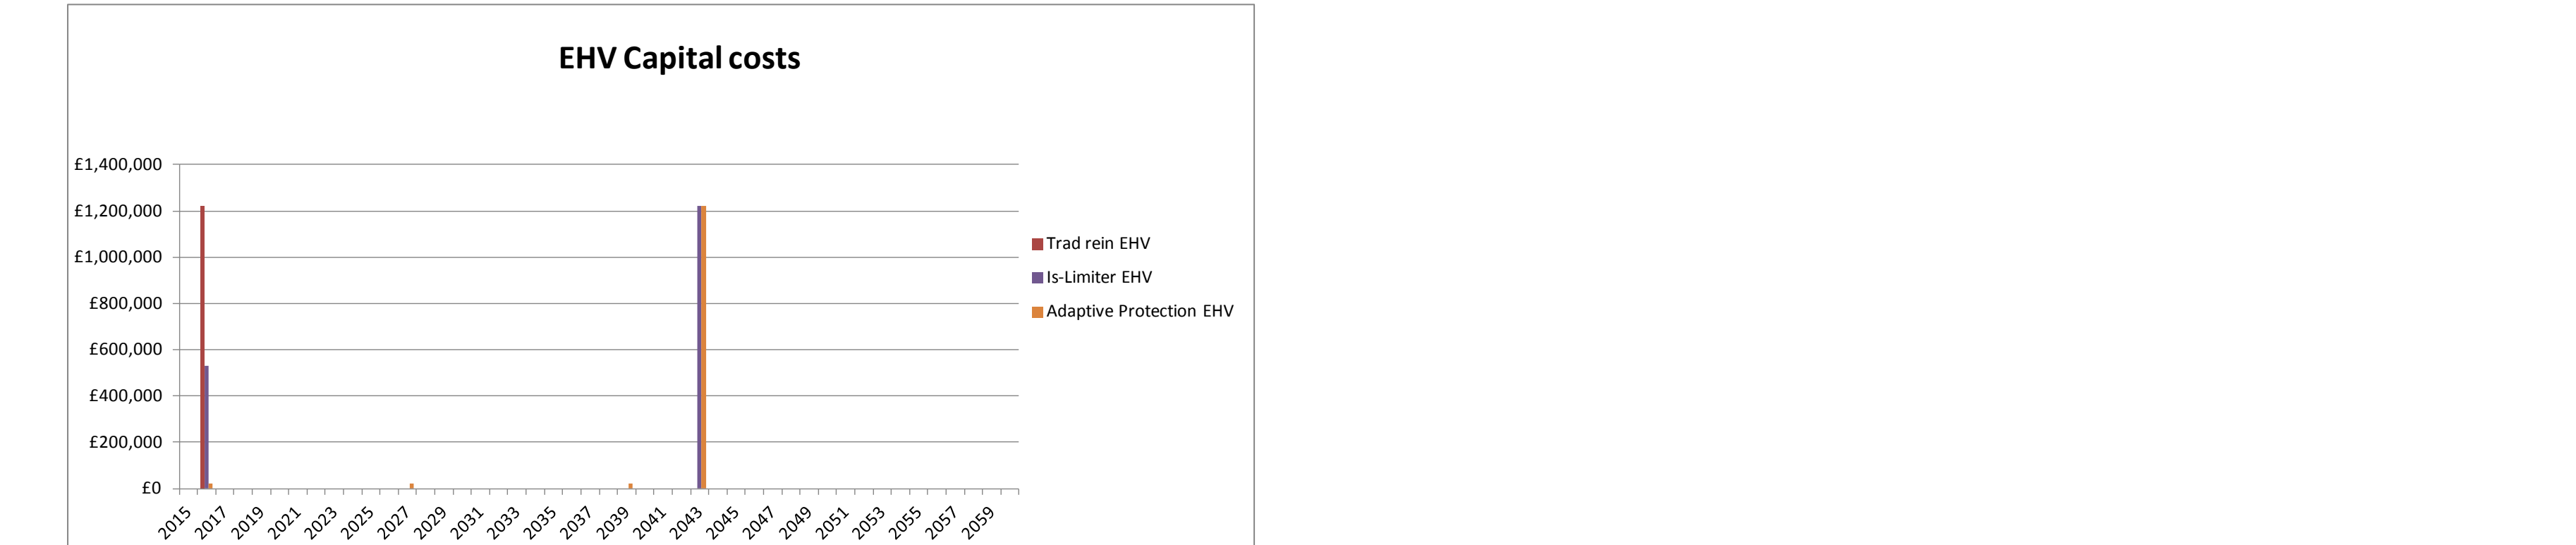 EHV Capital costs
£1,400,000
£1,200,000
£1,000,000
£800,000
£600,000
£400,000
£200,000
£0
2015 2017 2019 2021 2023 2025 2027 2029 2031 2033 2035 2037 2039 2041 2043 2045 2047 2049 2051 2053 2055 2057 2059
Trad rein EHV
Is-Limiter EHV
Adaptive Protection EHV